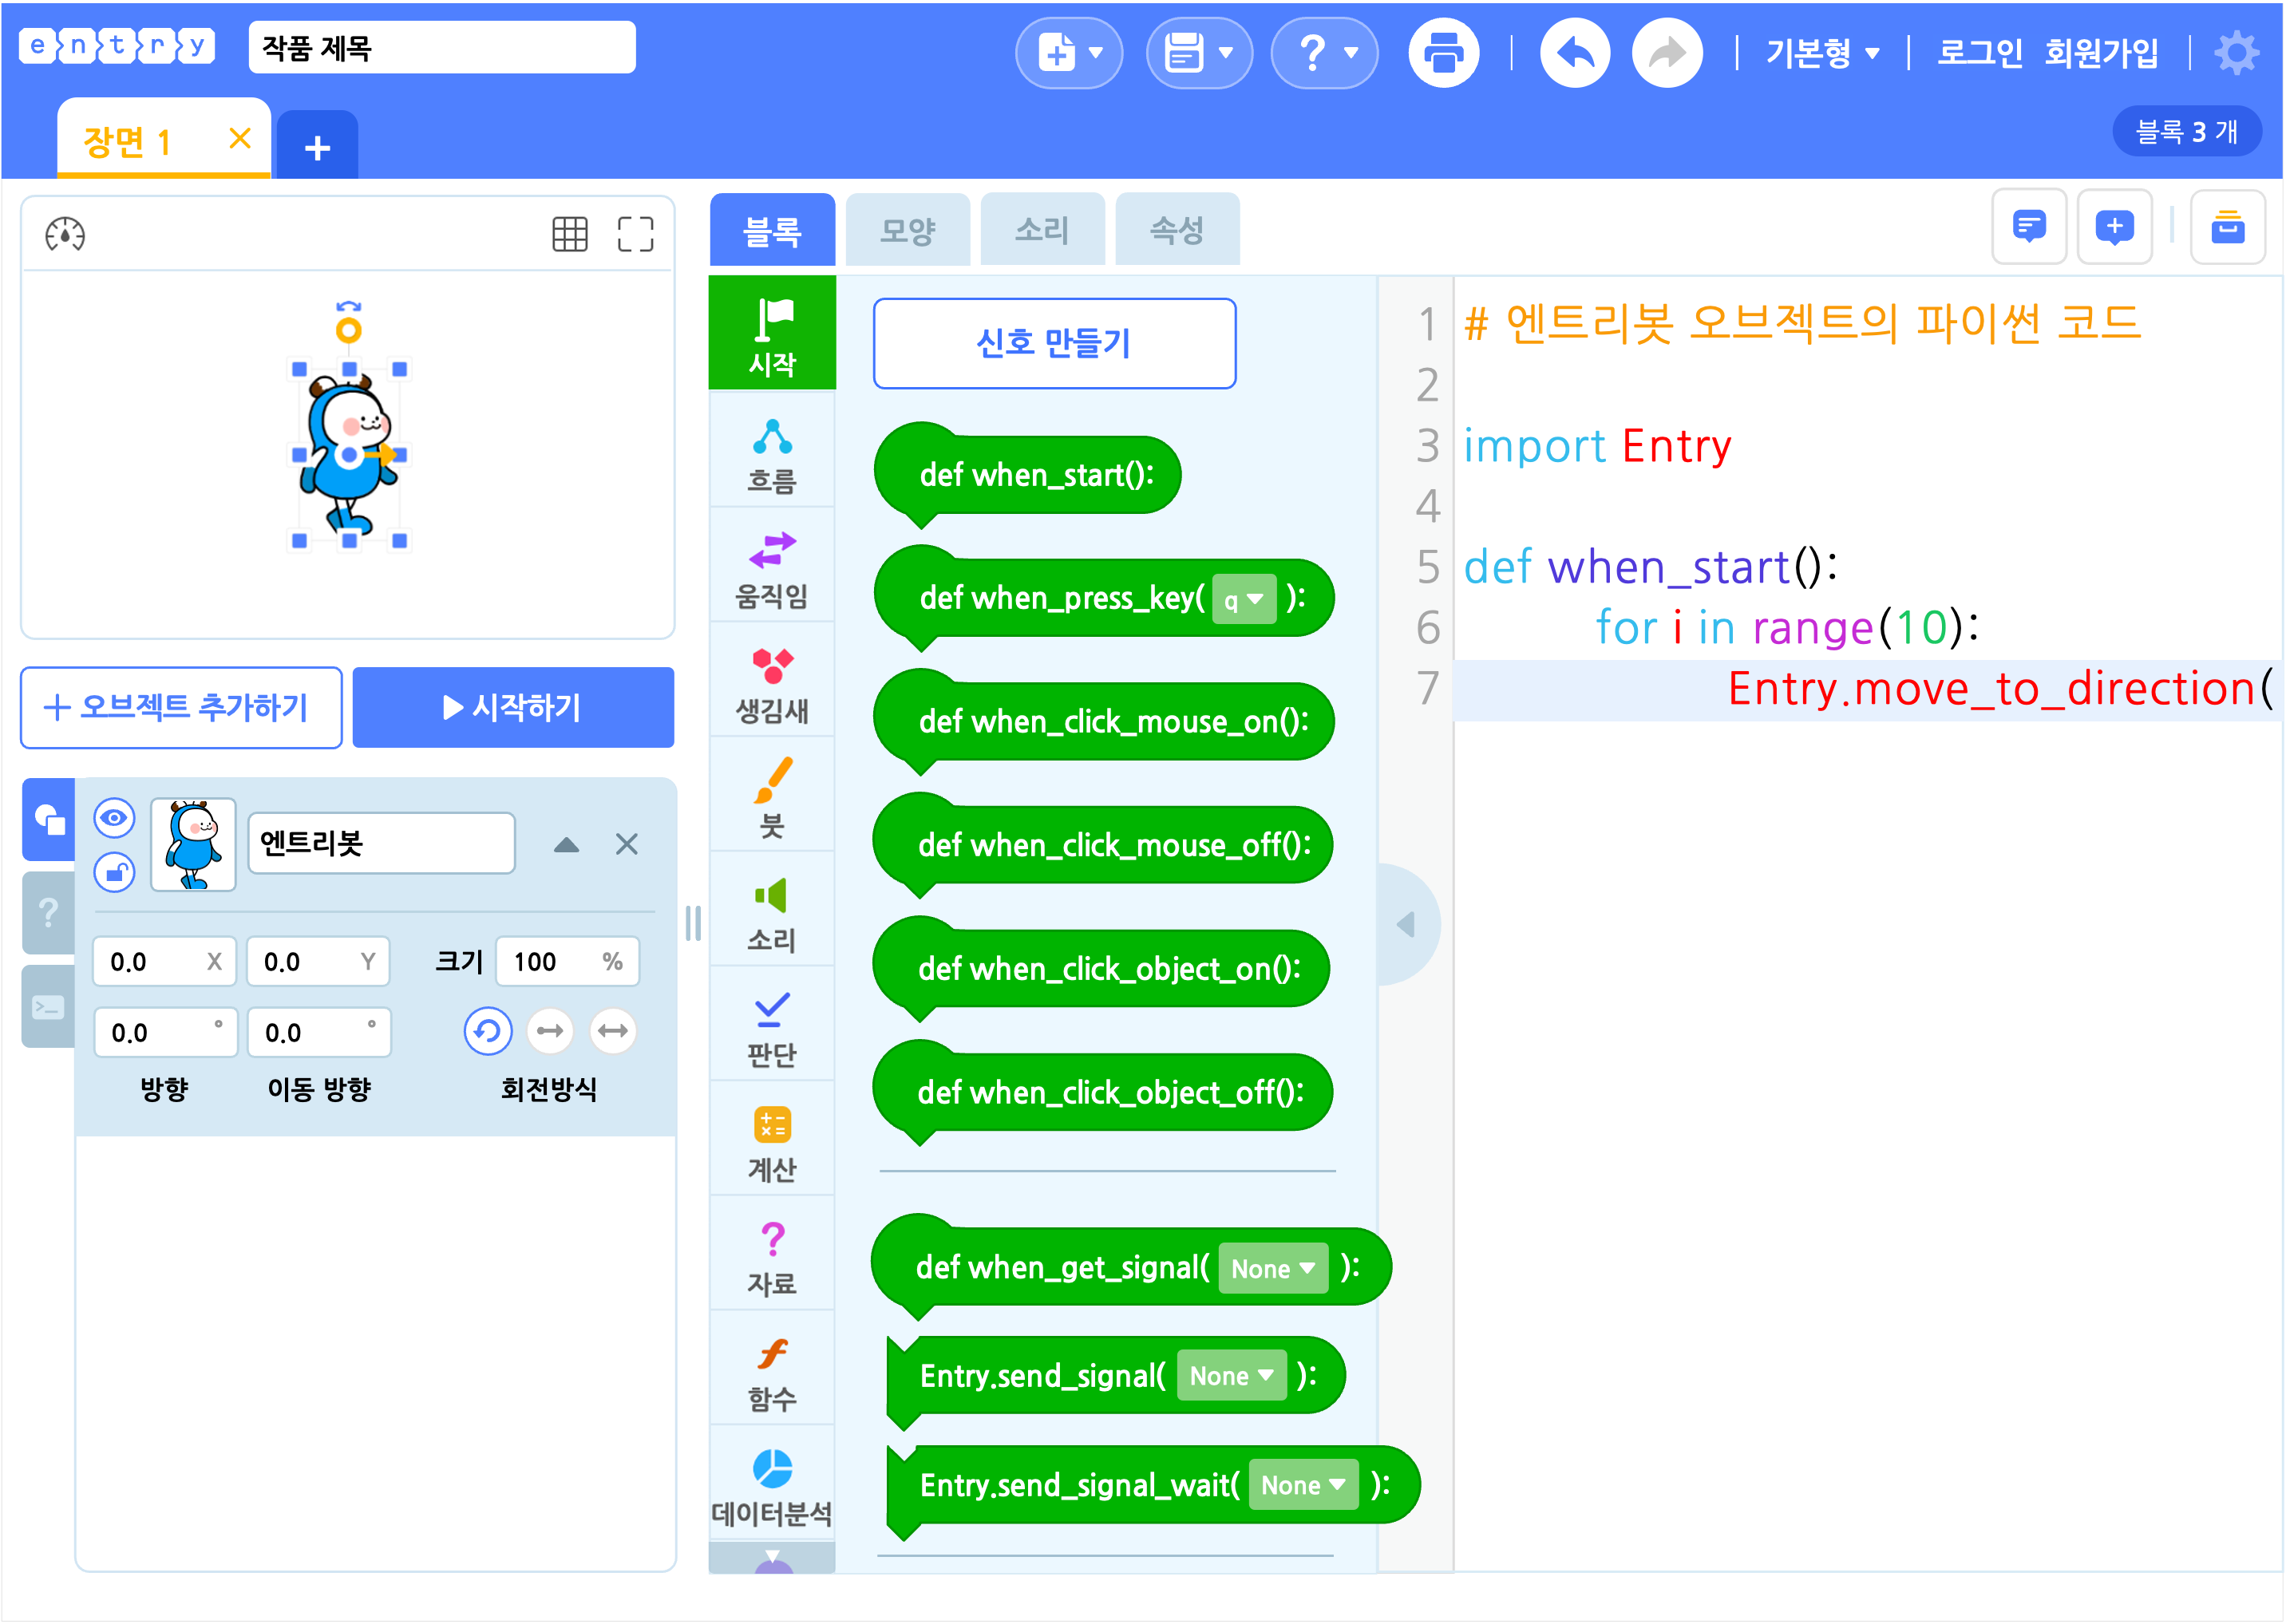 entry
작품 제목
기본형
로그인 회원가입
장면 1
블록 3 개
블록
모양
소리
속성
+ 오브젝트 추가하기
시작하기
엔트리봇
0.0 X
0.0 Y
크기
100 %
0.0 °
0.0 °
방향
이동 방향
회전방식
시작
흐름
움직임
생김새
붓
소리
판단
계산
자료
함수
데이터분석
신호 만들기
def when_start():
def when_press_key( q ):
def when_click_mouse_on():
def when_click_mouse_off():
def when_click_object_on():
def when_click_object_off():
def when_get_signal( None ):
Entry.send_signal( None ):
Entry.send_signal_wait( None ):
1 # 엔트리봇 오브젝트의 파이썬 코드
2
3 import Entry
4
5 def when_start():
6 for i in range(10):
7 Entry.move_to_direction(